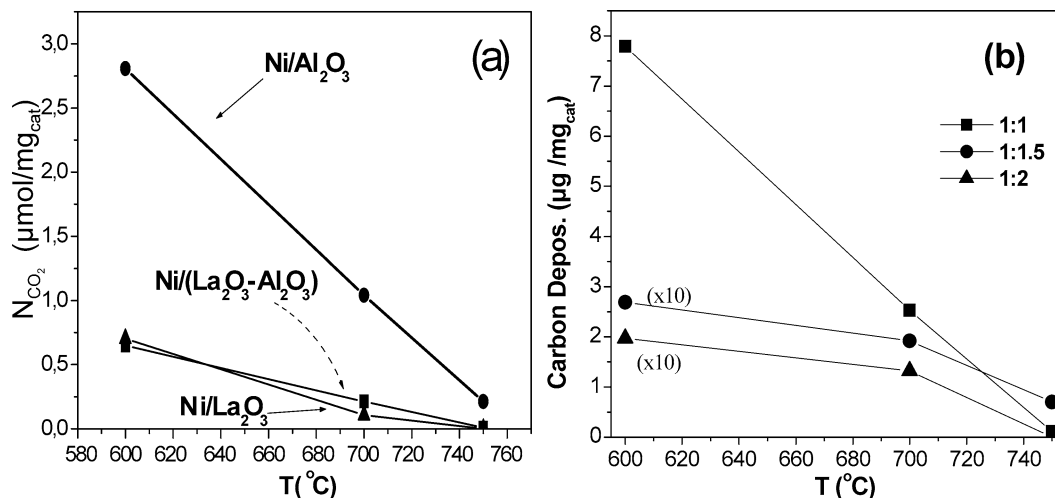 (a)
Ni/Al2O3
Ni/(La2O3-Al2O3)
Ni/La2O3
N_CO2 (μmol/mg_cat)
3,0
2,5
2,0
1,5
1,0
0,5
0,0
580 600 620 640 660 680 700 720 740 760
T(°C)
(b)
1:1
1:1.5
1:2
(x10)
(x10)
Carbon Depos. (μg /mg_cat)
8
7
6
5
4
3
2
1
0
600 620 640 660 680 700 720 740
T (°C)